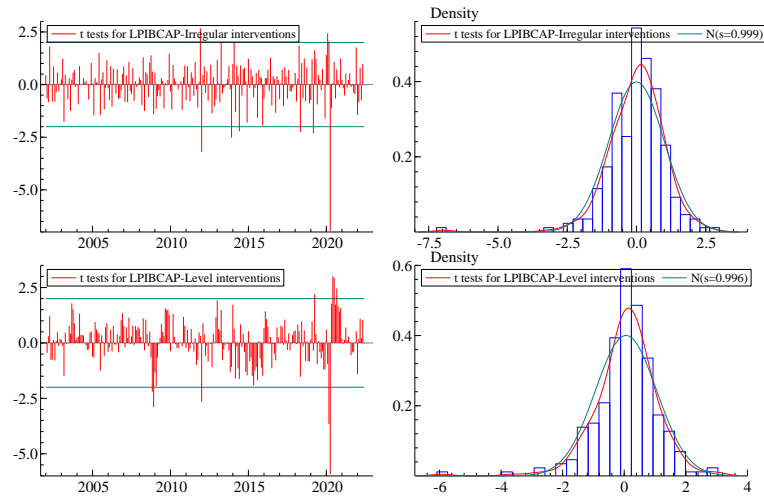 t tests for LPIBCAP-Irregular interventions
2.5
0.0
-2.5
-5.0
2005 2010 2015 2020
Density
t tests for LPIBCAP-Irregular interventions N(s=0.999)
0.4
0.2
-7.5 -5.0 -2.5 0.0 2.5
t tests for LPIBCAP-Level interventions
2.5
0.0
-2.5
-5.0
2005 2010 2015 2020
Density
0.6
t tests for LPIBCAP-Level interventions N(s=0.996)
0.4
0.2
-6 -4 -2 0 2 4